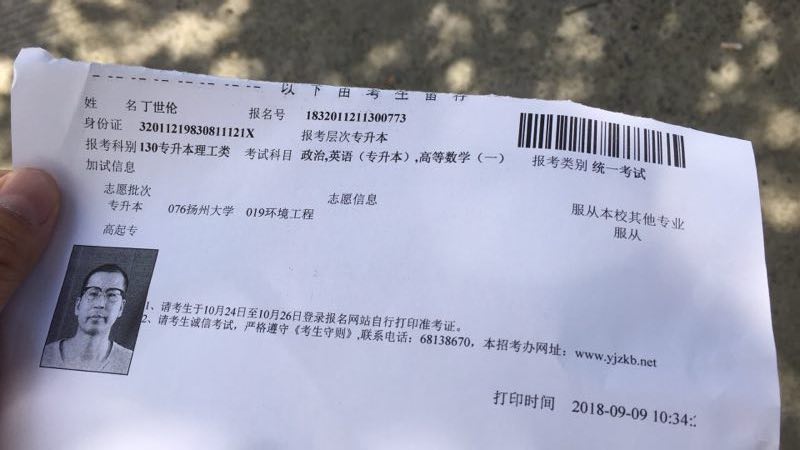 以下由考生留存
姓 名 丁世伦 报名号 1832011211300773
身份证 32011219830811121X 报考层次 专升本
报考科别 130专升本理工类 考试科目 政治,英语（专升本）,高等数学（一） 报考类别 统一考试
加试信息
志愿批次 志愿信息 服从本校其他专业
专升本 076扬州大学 019环境工程 服从
高起专
1、请考生于10月24日至10月26日登录报名网站自行打印准考证。
2、请考生诚信考试，严格遵守《考生守则》,联系电话：68138670，本招考办网址：www.yjzkb.net
打印时间 2018-09-09 10:34: